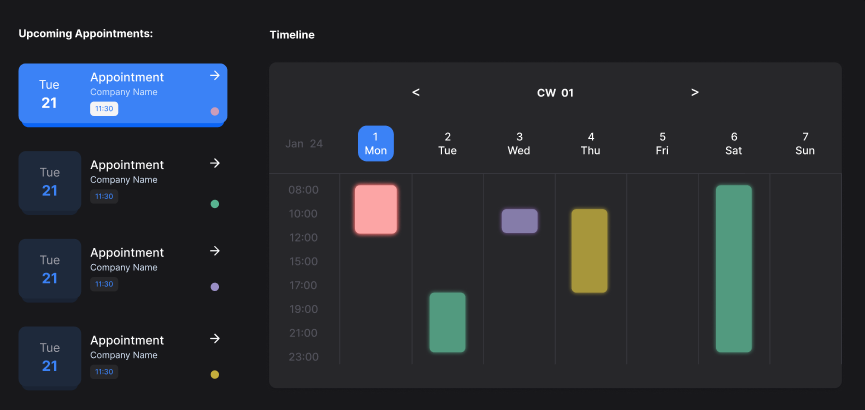 Upcoming Appointments:
Tue
21
Appointment
Company Name
11:30
Tue
21
Appointment
Company Name
11:30
Tue
21
Appointment
Company Name
11:30
Tue
21
Appointment
Company Name
11:30
Timeline
< CW 01 >
Jan 24
1 2 3 4 5 6 7
Mon Tue Wed Thu Fri Sat Sun
08:00
10:00
12:00
15:00
17:00
19:00
21:00
23:00